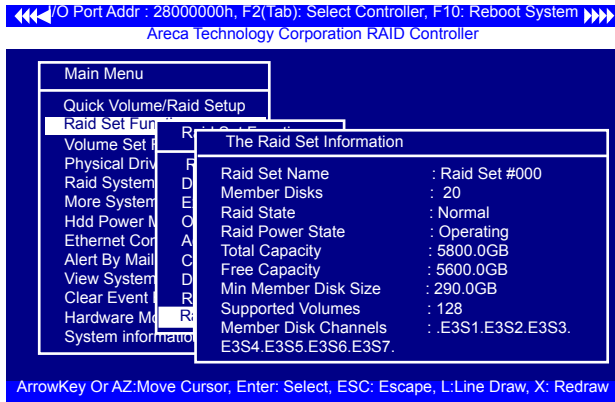 I/O Port Addr : 28000000h, F2(Tab): Select Controller, F10: Reboot System
Areca Technology Corporation RAID Controller
Main Menu
Quick Volume/Raid Setup
Raid Set
Volume Set
Physical
Raid System
More System
Hdd Power
Ethernet
Alert By Mail
View System
Clear Event
Hardware
System information
The Raid Set Information
Raid Set Name : Raid Set #000
Member Disks : 20
Raid State : Normal
Raid Power State : Operating
Total Capacity : 5800.0GB
Free Capacity : 5600.0GB
Min Member Disk Size : 290.0GB
Supported Volumes : 128
Member Disk Channels : .E3S1.E3S2.E3S3.
E3S4.E3S5.E3S6.E3S7.
ArrowKey Or AZ:Move Cursor, Enter: Select, ESC: Escape, L:Line Draw, X: Redraw